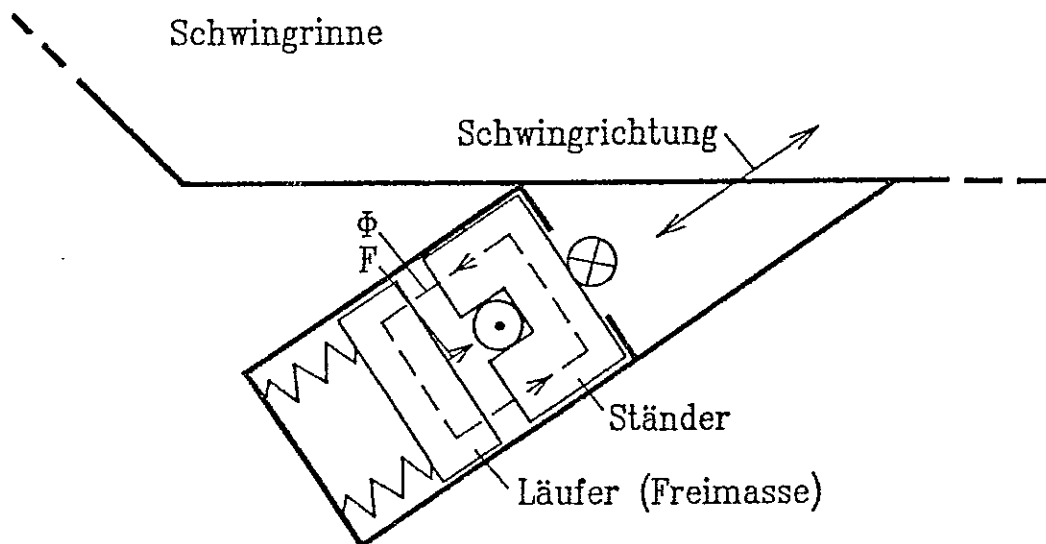 Schwingrinne
Schwingrichtung
Φ
F
Ständer
Läufer (Freimasse)